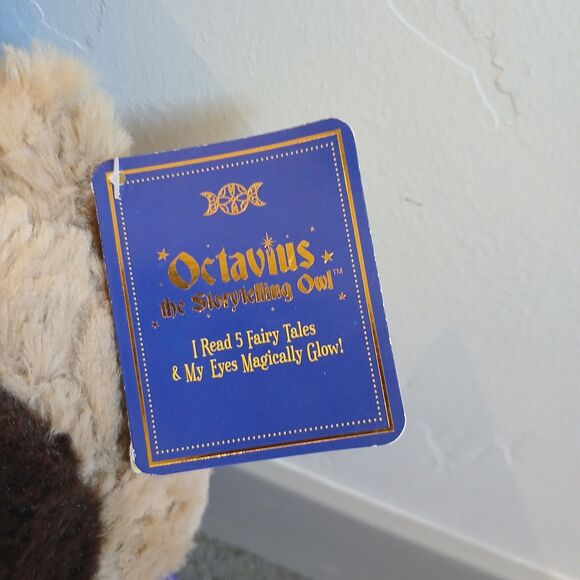 Octavius
the Storytelling Owl™
I Read 5 Fairy Tales
& My Eyes Magically Glow!